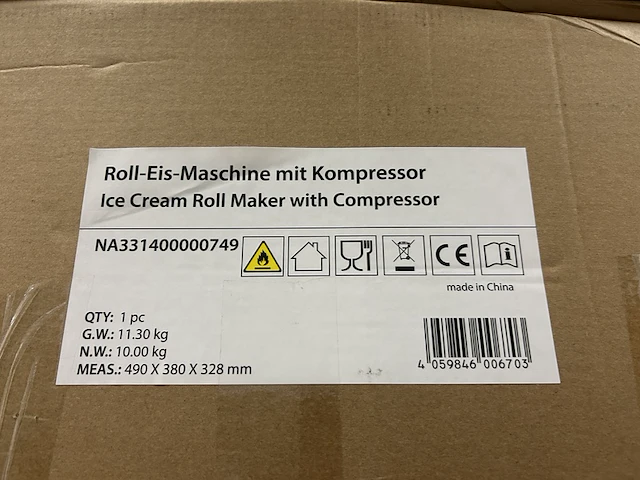 Roll-Eis-Maschine mit Kompressor
Ice Cream Roll Maker with Compressor
NA331400000749
CE
made in China
QTY: 1 pc
G.W.: 11.30 kg
N.W.: 10.00 kg
MEAS.: 490 X 380 X 328 mm
4 059846 006703